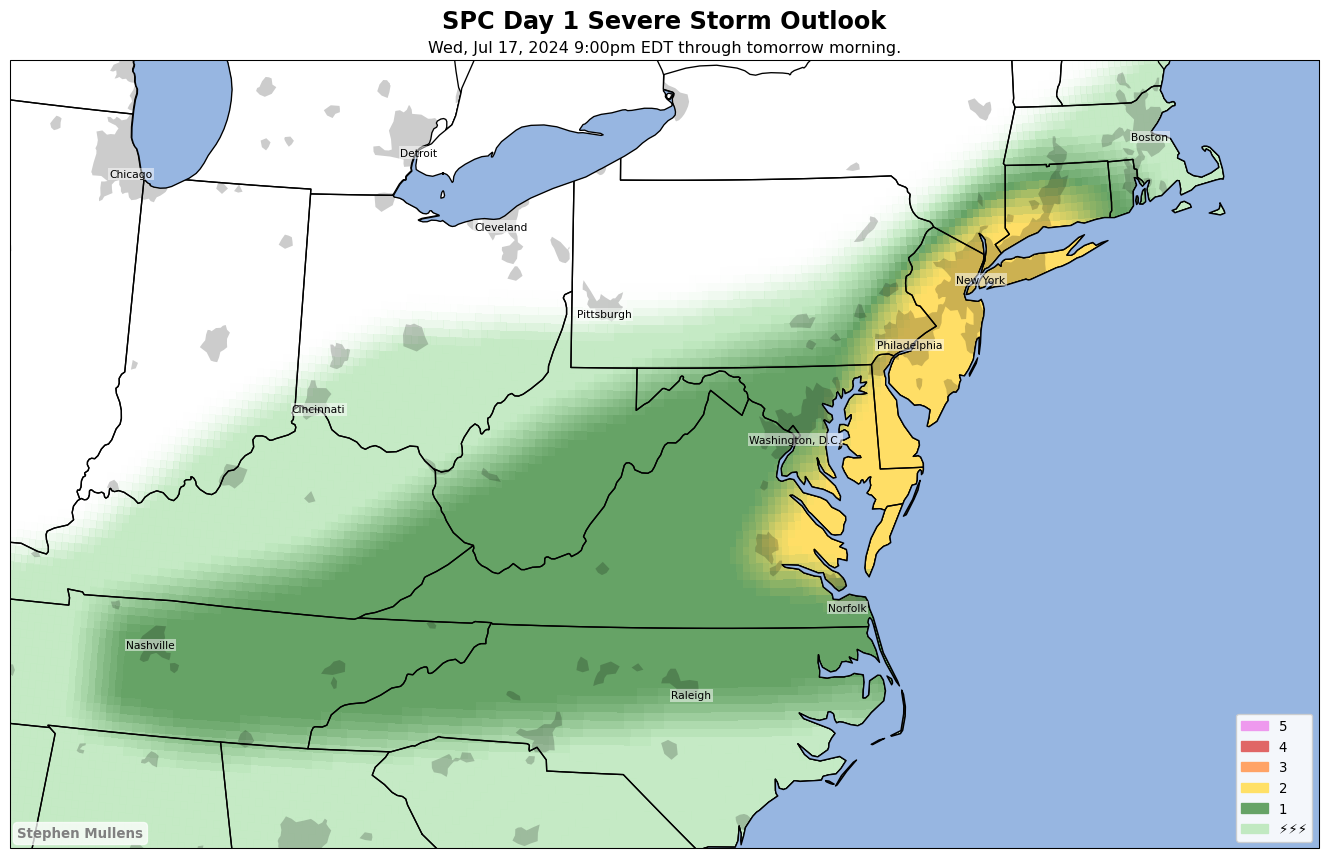 SPC Day 1 Severe Storm Outlook
Wed, Jul 17, 2024 9:00pm EDT through tomorrow morning.
Boston
Detroit
Chicago
Cleveland
New York
Pittsburgh
Philadelphia
Cincinnati
Washington, D.C.
Norfolk
Nashville
Raleigh
5
4
3
2
1
⚡⚡⚡
Stephen Mullens